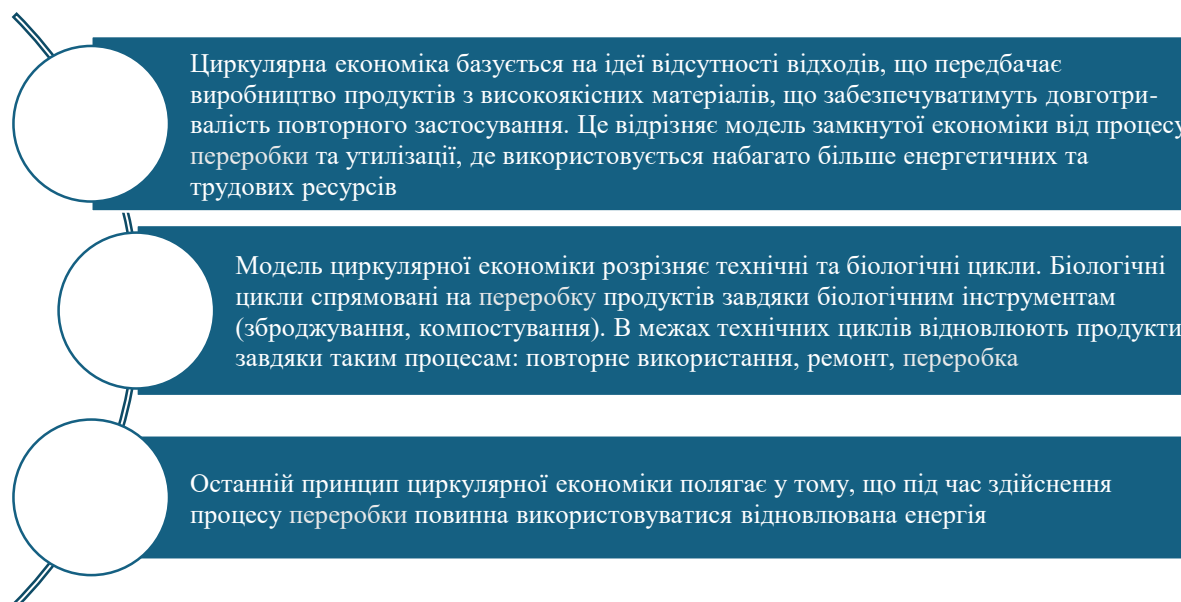 Циркулярна економіка базується на ідеї відсутності відходів, що передбачає
виробництво продуктів з високоякісних матеріалів, що забезпечуватимуть довготри-
валість повторного застосування. Це відрізняє модель замкнутої економіки від процесу
переробки та утилізації, де використовується набагато більше енергетичних та
трудових ресурсів
Модель циркулярної економіки розрізняє технічні та біологічні цикли. Біологічні
цикли спрямовані на переробку продуктів завдяки біологічним інструментам
(зброджування, компостування). В межах технічних циклів відновлюють продукти
завдяки таким процесам: повторне використання, ремонт, переробка
Останній принцип циркулярної економіки полягає у тому, що під час здійснення
процесу переробки повинна використовуватися відновлювана енергія